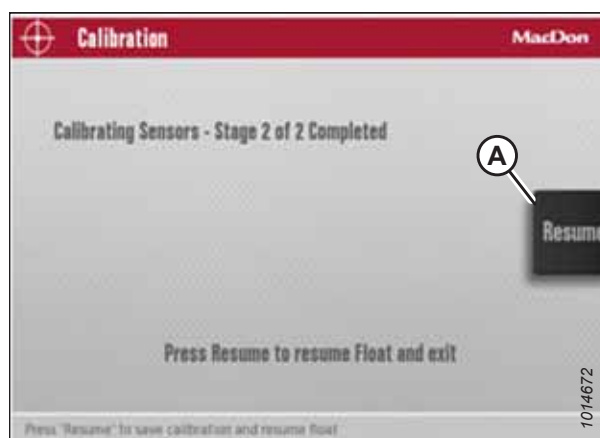 Calibration
MacDon
Calibrating Sensors - Stage 2 of 2 Completed
A
Resume
Press Resume to resume Float and exit
1014672
Press 'Resume' to save calibration and resume float